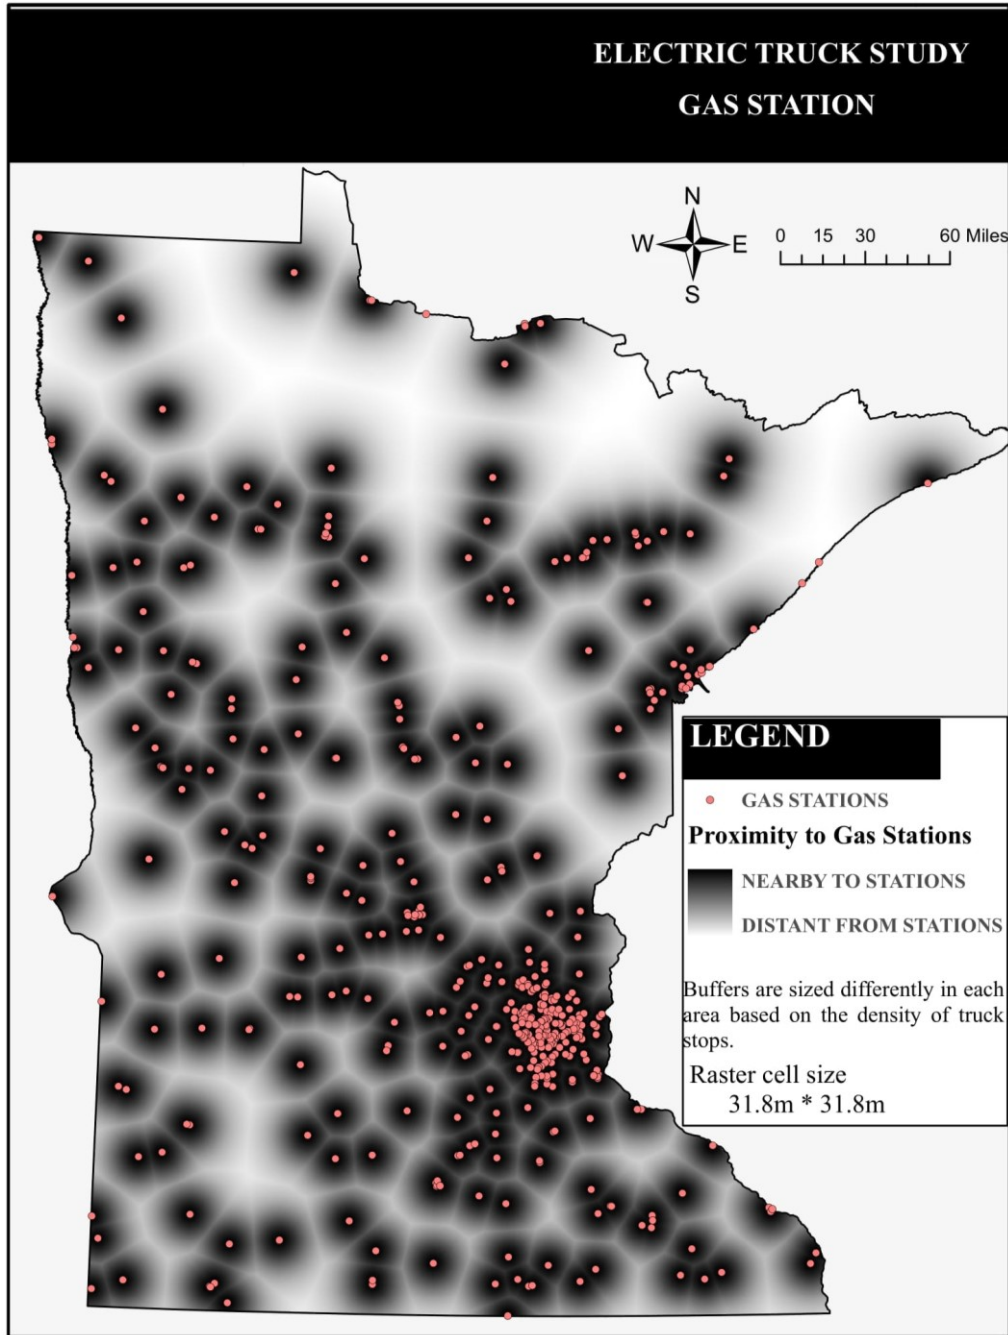 ELECTRIC TRUCK STUDY
GAS STATION
N
W E
S
0 15 30 60 Miles
LEGEND
GAS STATIONS
Proximity to Gas Stations
NEARBY TO STATIONS
DISTANT FROM STATIONS
Buffers are sized differently in each
area based on the density of truck
stops.
Raster cell size
31.8m * 31.8m